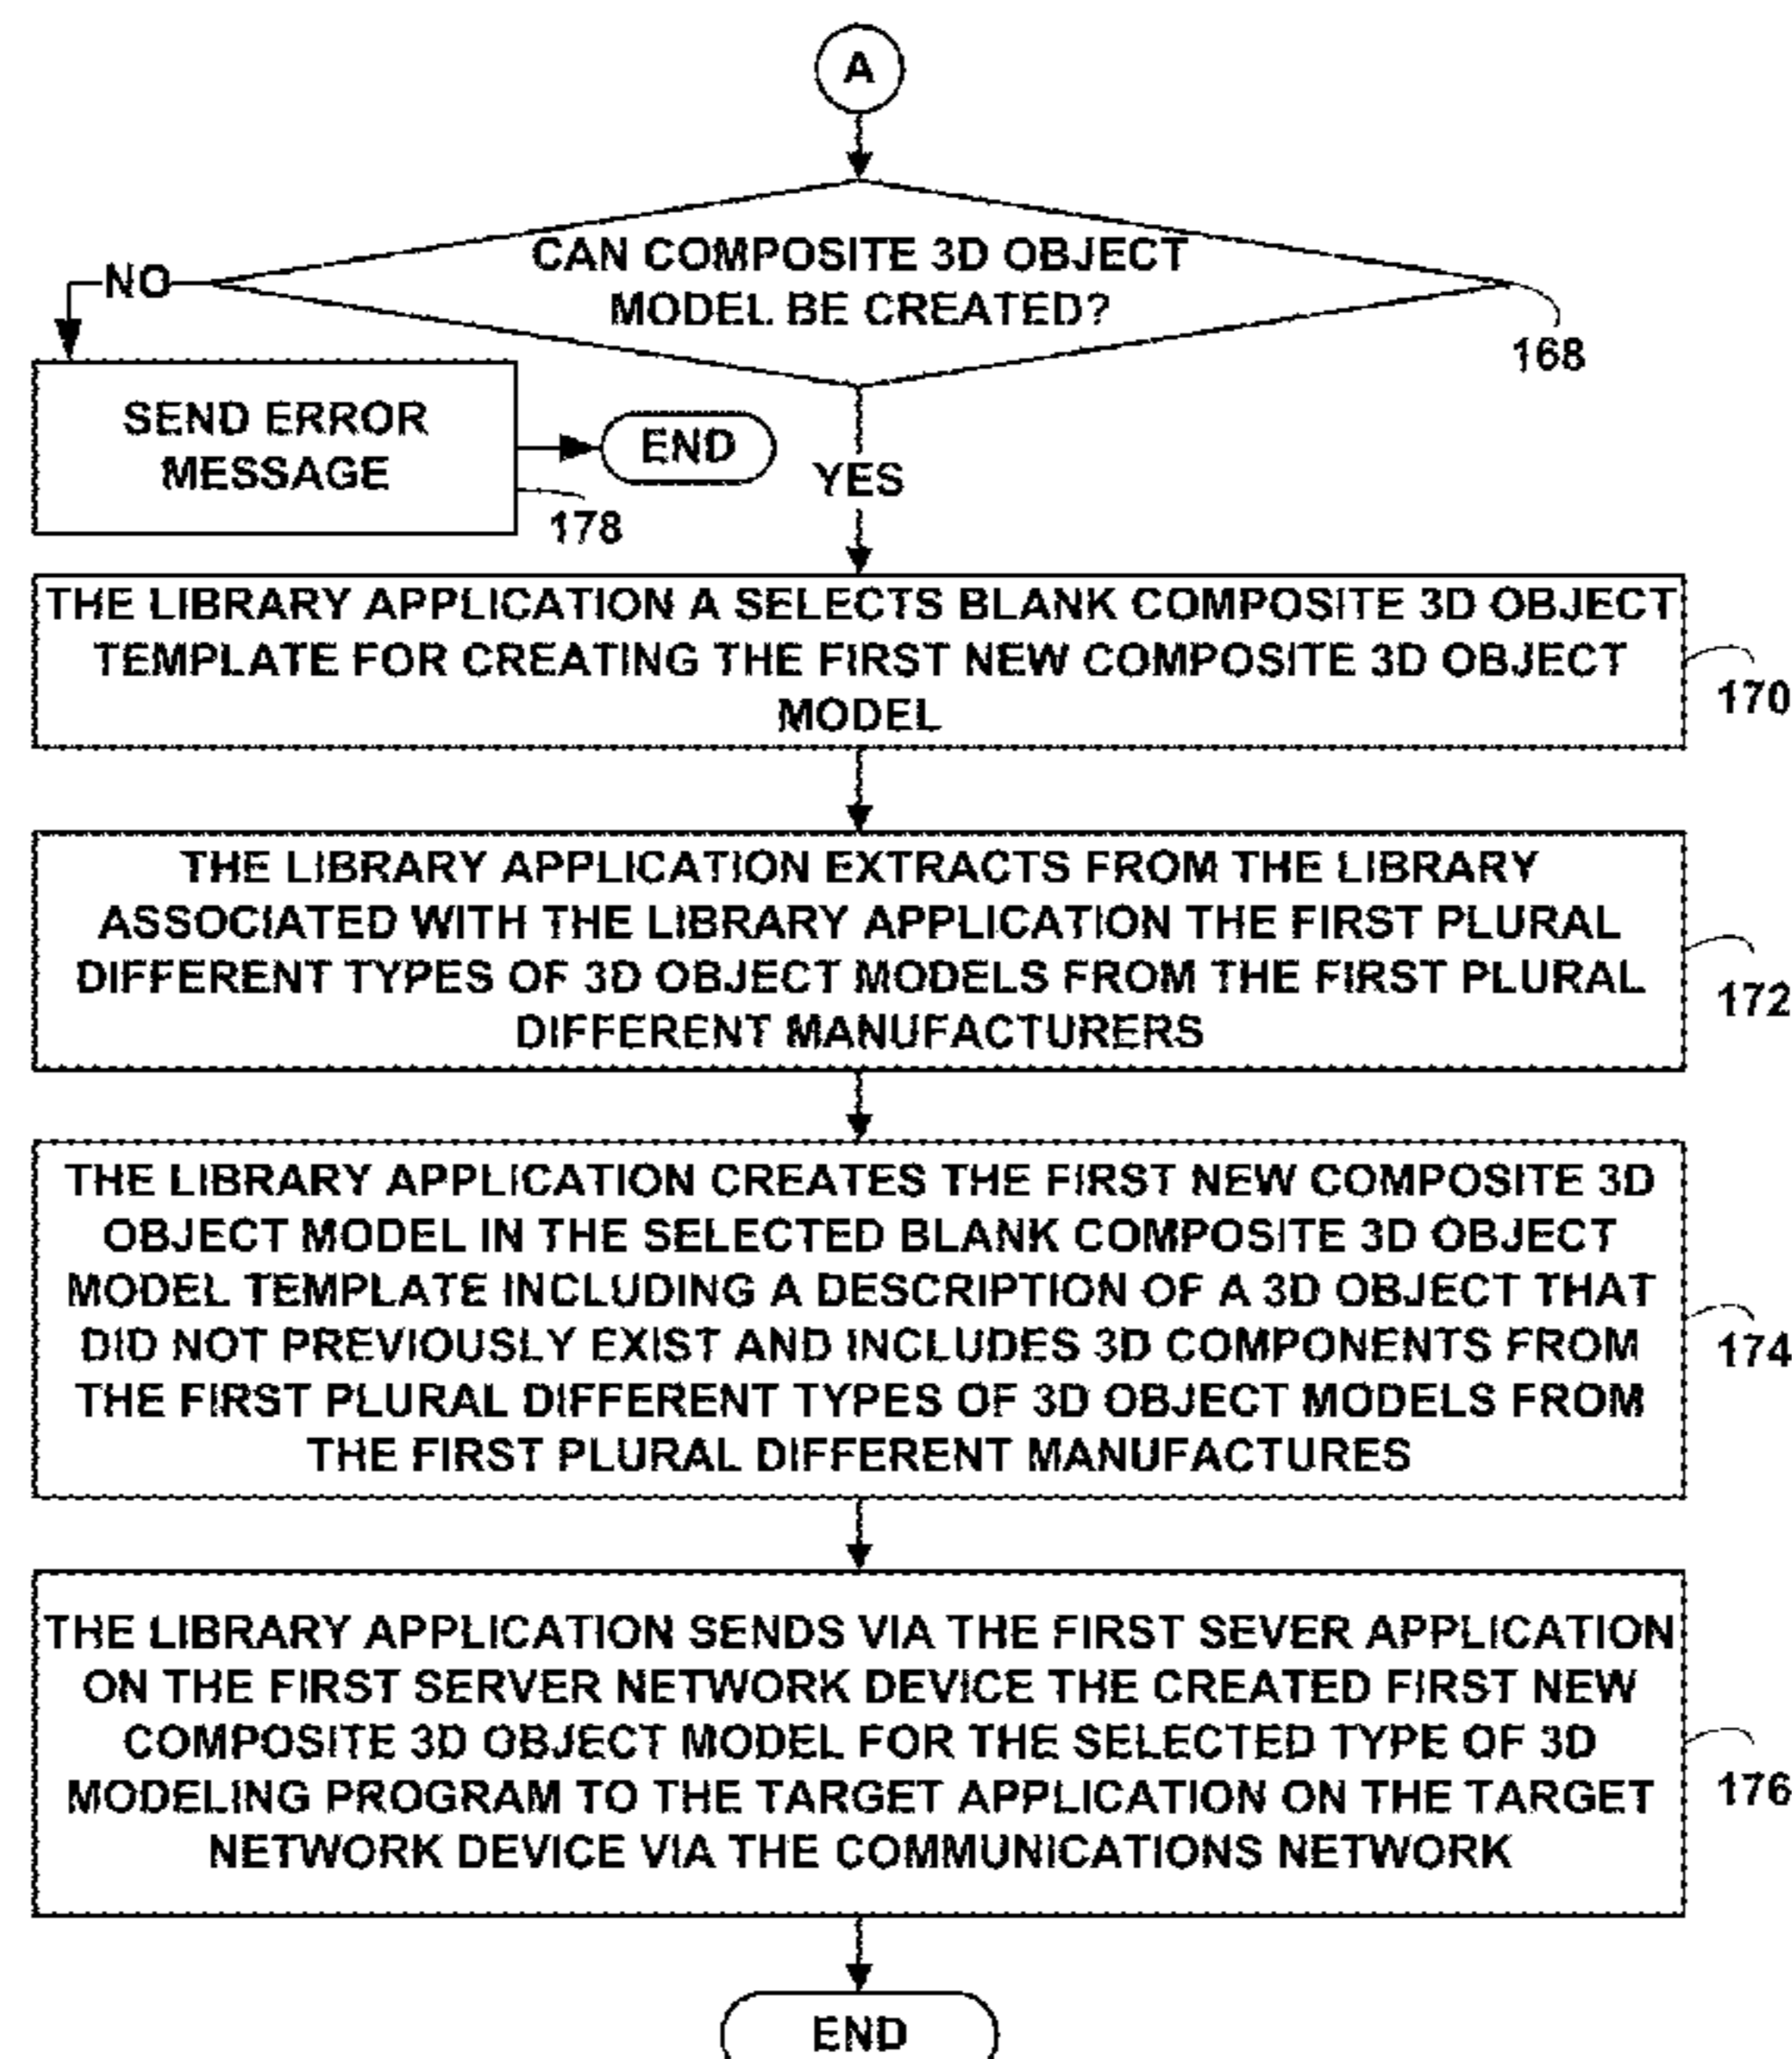 A
CAN COMPOSITE 3D OBJECT
MODEL BE CREATED?
NO
168
SEND ERROR
MESSAGE
END
YES
178
THE LIBRARY APPLICATION A SELECTS BLANK COMPOSITE 3D OBJECT
TEMPLATE FOR CREATING THE FIRST NEW COMPOSITE 3D OBJECT
MODEL
170
THE LIBRARY APPLICATION EXTRACTS FROM THE LIBRARY
ASSOCIATED WITH THE LIBRARY APPLICATION THE FIRST PLURAL
DIFFERENT TYPES OF 3D OBJECT MODELS FROM THE FIRST PLURAL
DIFFERENT MANUFACTURERS
172
THE LIBRARY APPLICATION CREATES THE FIRST NEW COMPOSITE 3D
OBJECT MODEL IN THE SELECTED BLANK COMPOSITE 3D OBJECT
MODEL TEMPLATE INCLUDING A DESCRIPTION OF A 3D OBJECT THAT
DID NOT PREVIOUSLY EXIST AND INCLUDES 3D COMPONENTS FROM
THE FIRST PLURAL DIFFERENT TYPES OF 3D OBJECT MODELS FROM
THE FIRST PLURAL DIFFERENT MANUFACTURES
174
THE LIBRARY APPLICATION SENDS VIA THE FIRST SEVER APPLICATION
ON THE FIRST SERVER NETWORK DEVICE THE CREATED FIRST NEW
COMPOSITE 3D OBJECT MODEL FOR THE SELECTED TYPE OF 3D
MODELING PROGRAM TO THE TARGET APPLICATION ON THE TARGET
NETWORK DEVICE VIA THE COMMUNICATIONS NETWORK
176
END